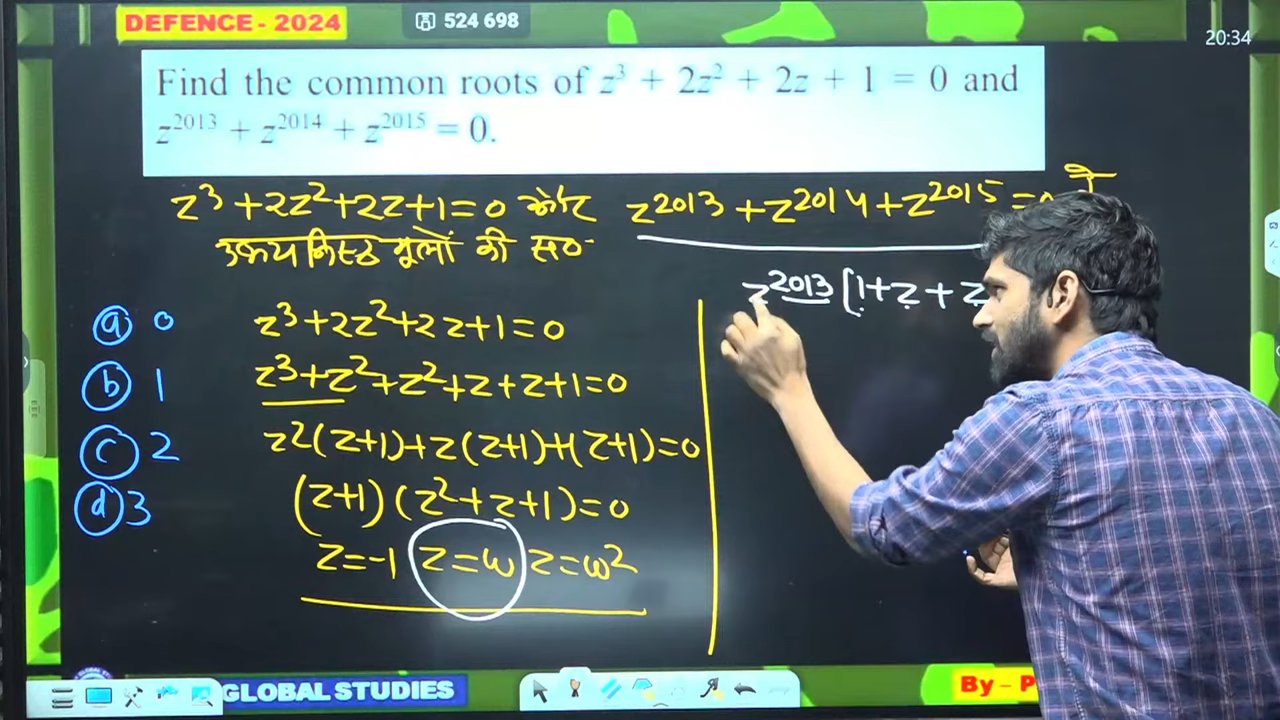 DEFENCE - 2024
524 698
20:34
Find the common roots of z³ + 2z² + 2z + 1 = 0 and
z²⁰¹³ + z²⁰¹⁴ + z²⁰¹⁵ = 0.
z³+2z²+2z+1=0 और z²⁰¹³+z²⁰¹⁴+z²⁰¹⁵=0 में
उभयनिष्ठ मूलों की सं०
z²⁰¹³(1+z+z
ⓐ 0
ⓑ 1
ⓒ 2
ⓓ 3
z³+2z²+2z+1=0
z³+z²+z²+z+z+1=0
z²(z+1)+z(z+1)+(z+1)=0
(z+1)(z²+z+1)=0
z=-1 z=ω z=ω²
GLOBAL STUDIES
By – P